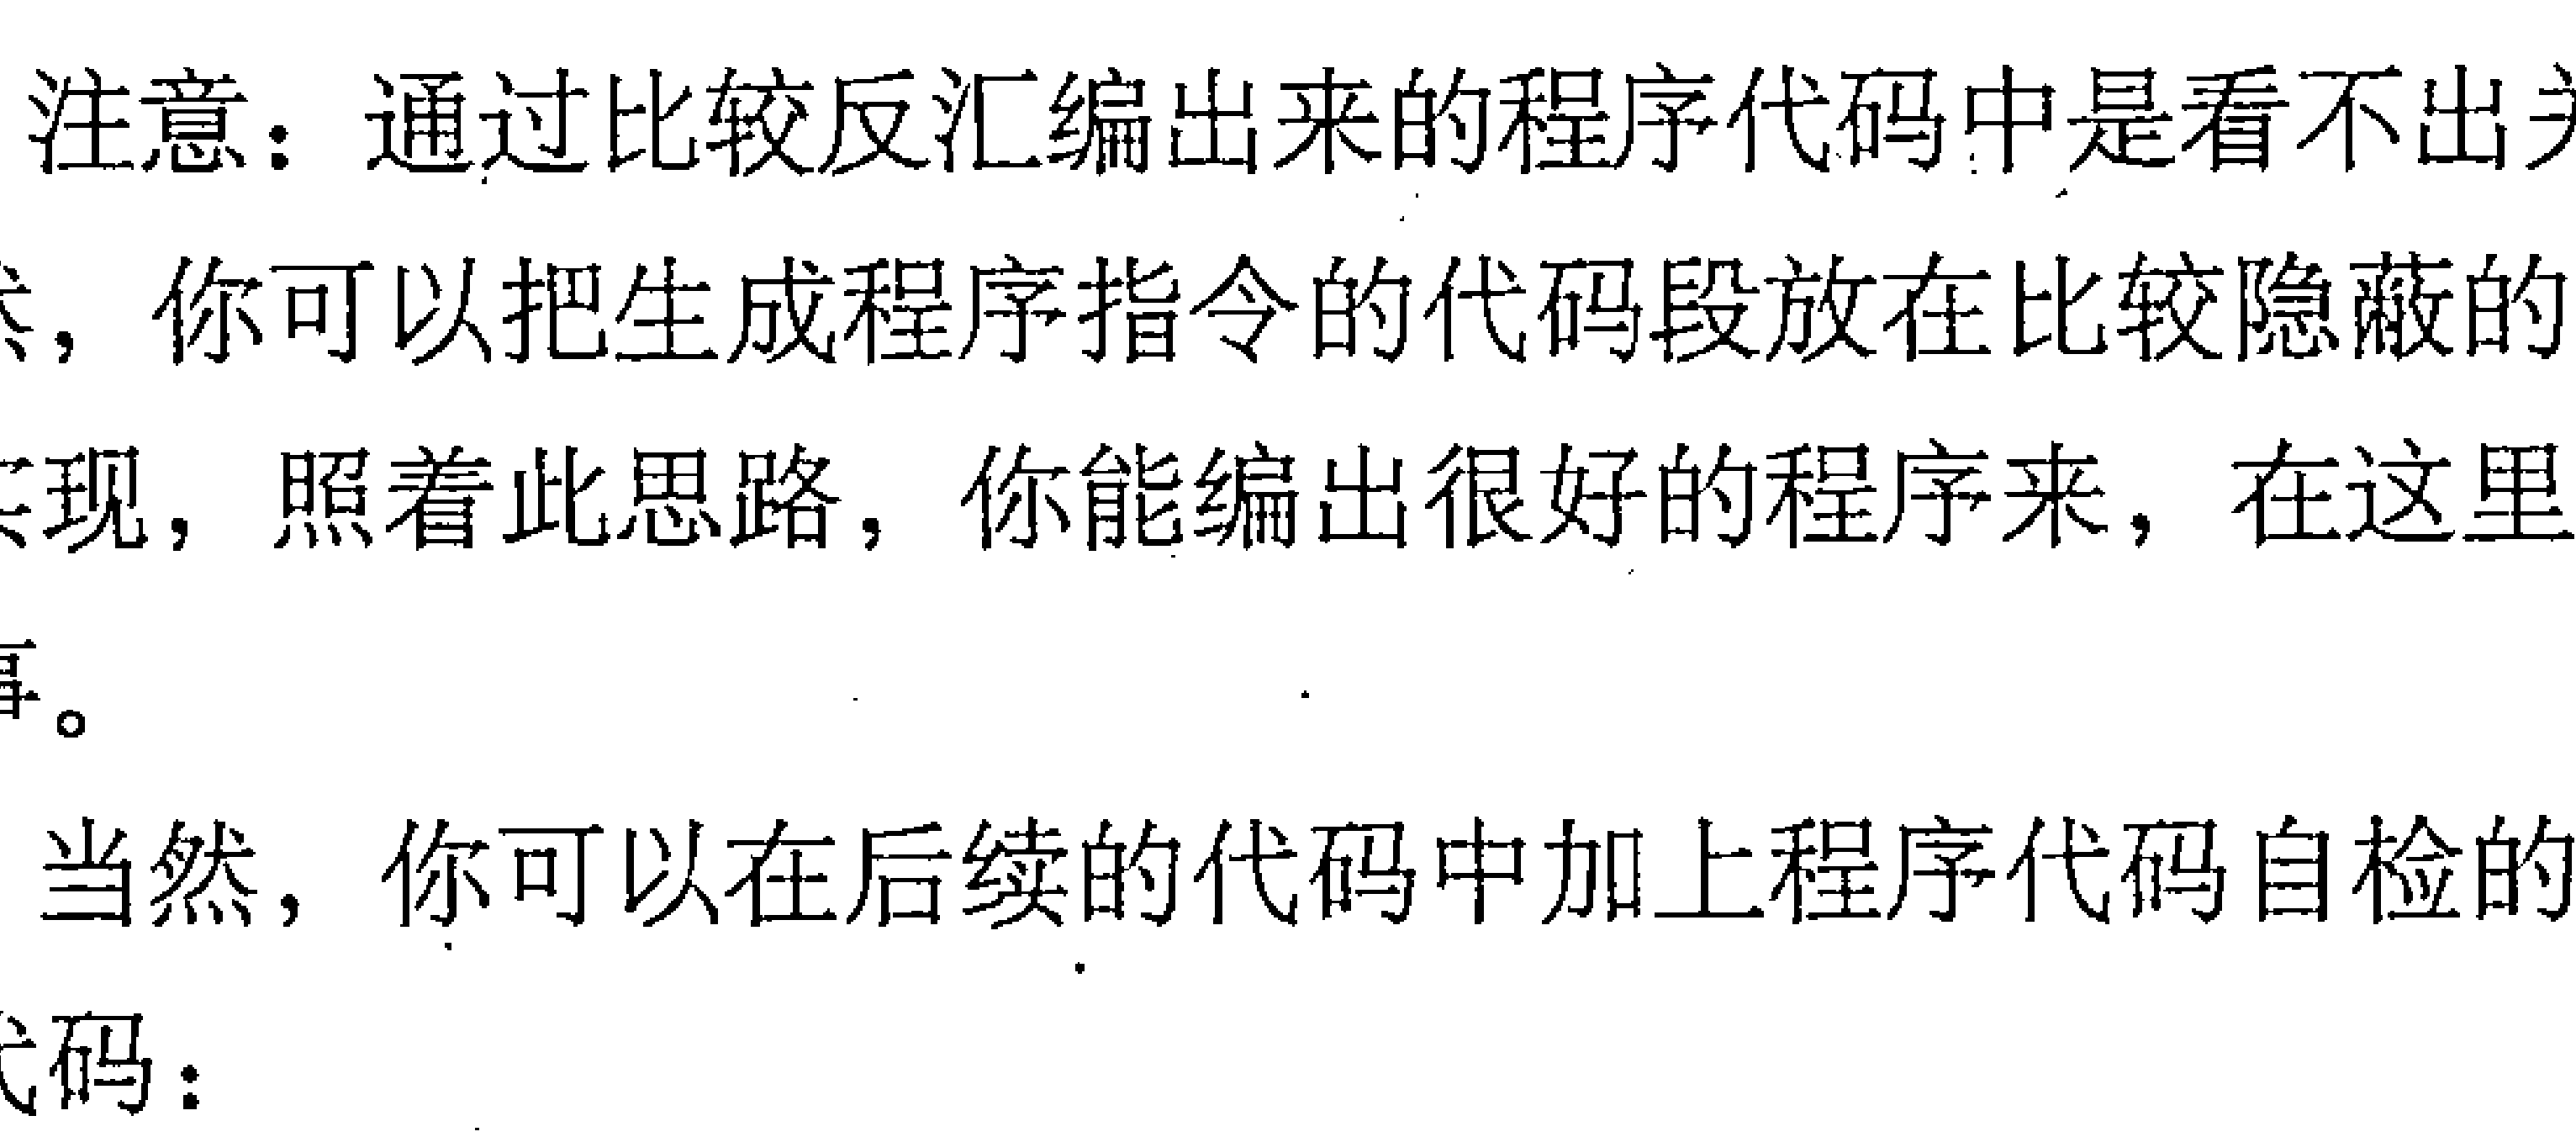 注意：通过比较反汇编出来的程序代码中是看不出
，你可以把生成程序指令的代码段放在比较隐蔽的
实现，照着此思路，你能编出很好的程序来，在这里
事。
当然，你可以在后续的代码中加上程序代码自检的
代码：